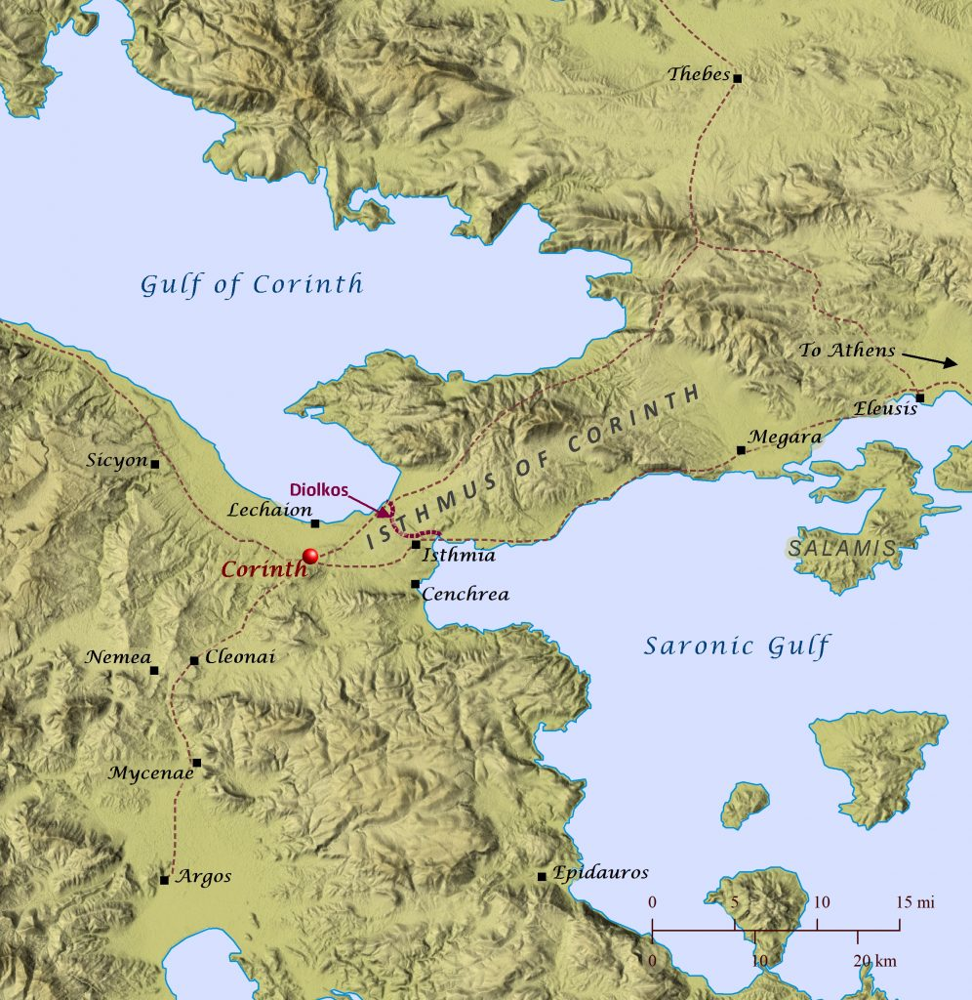 Thebes
Gulf of Corinth
To Athens
Eleusis
ISTHMUS OF CORINTH
Megara
Sicyon
Diolkos
Lechaion
Isthmia
SALAMIS
Corinth
Cenchrea
Saronic Gulf
Nemea
Cleonai
Mycenae
Argos
Epidauros
0 5 10 15 mi
0 10 20 km